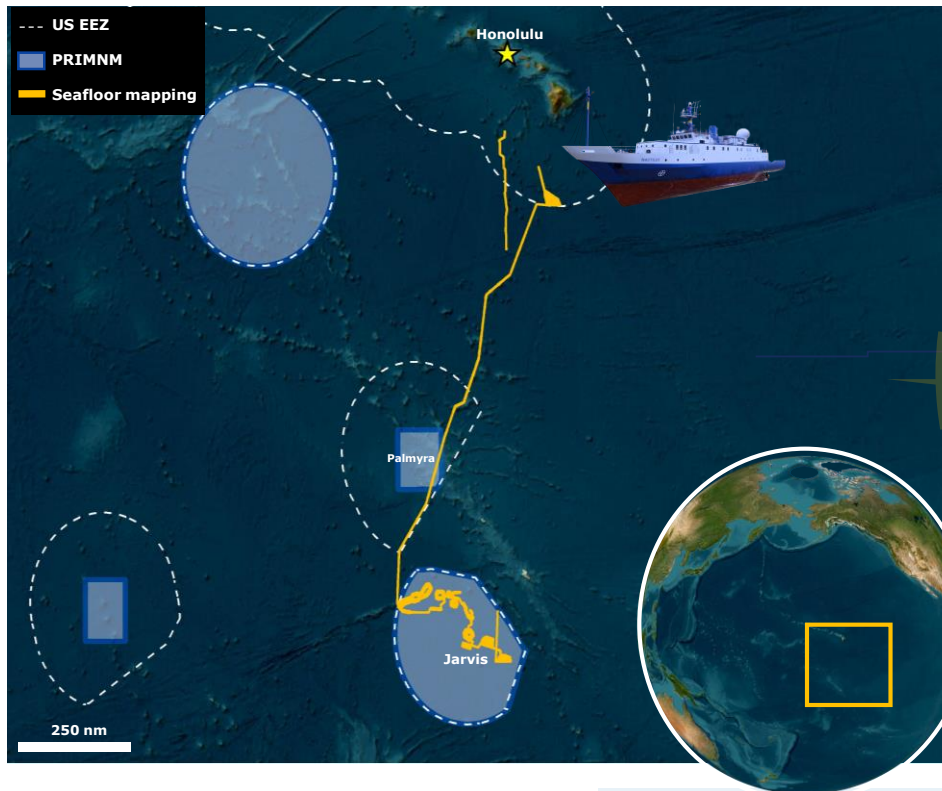 US EEZ
PRIMNM
Seafloor mapping
Honolulu
Palmyra
Jarvis
250 nm